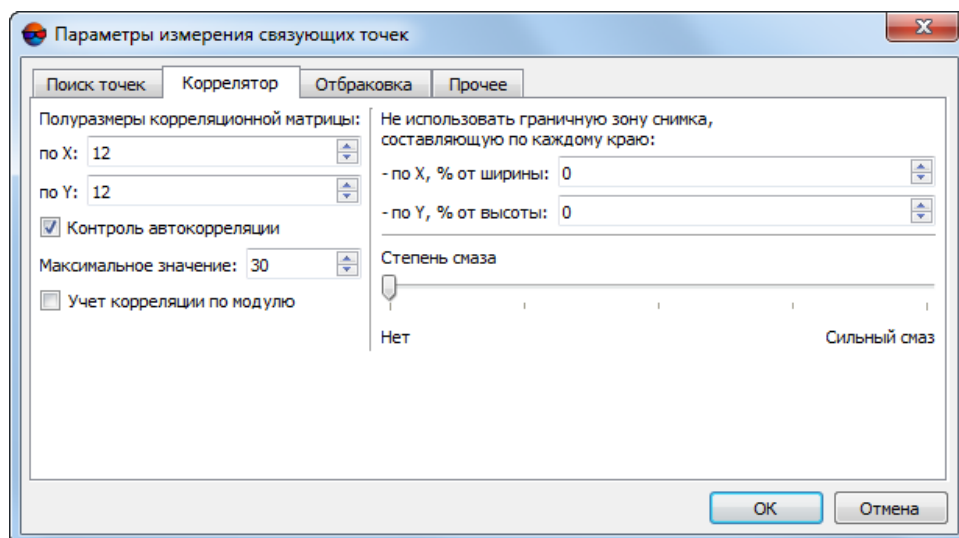 Параметры измерения связующих точек
Поиск точек Коррелятор Отбраковка Прочее
Полуразмеры корреляционной матрицы:
по X: 12
по Y: 12
Контроль автокорреляции
Максимальное значение: 30
Учет корреляции по модулю
Не использовать граничную зону снимка,
составляющую по каждому краю:
- по X, % от ширины: 0
- по Y, % от высоты: 0
Степень смаза
Нет Сильный смаз
OK Отмена